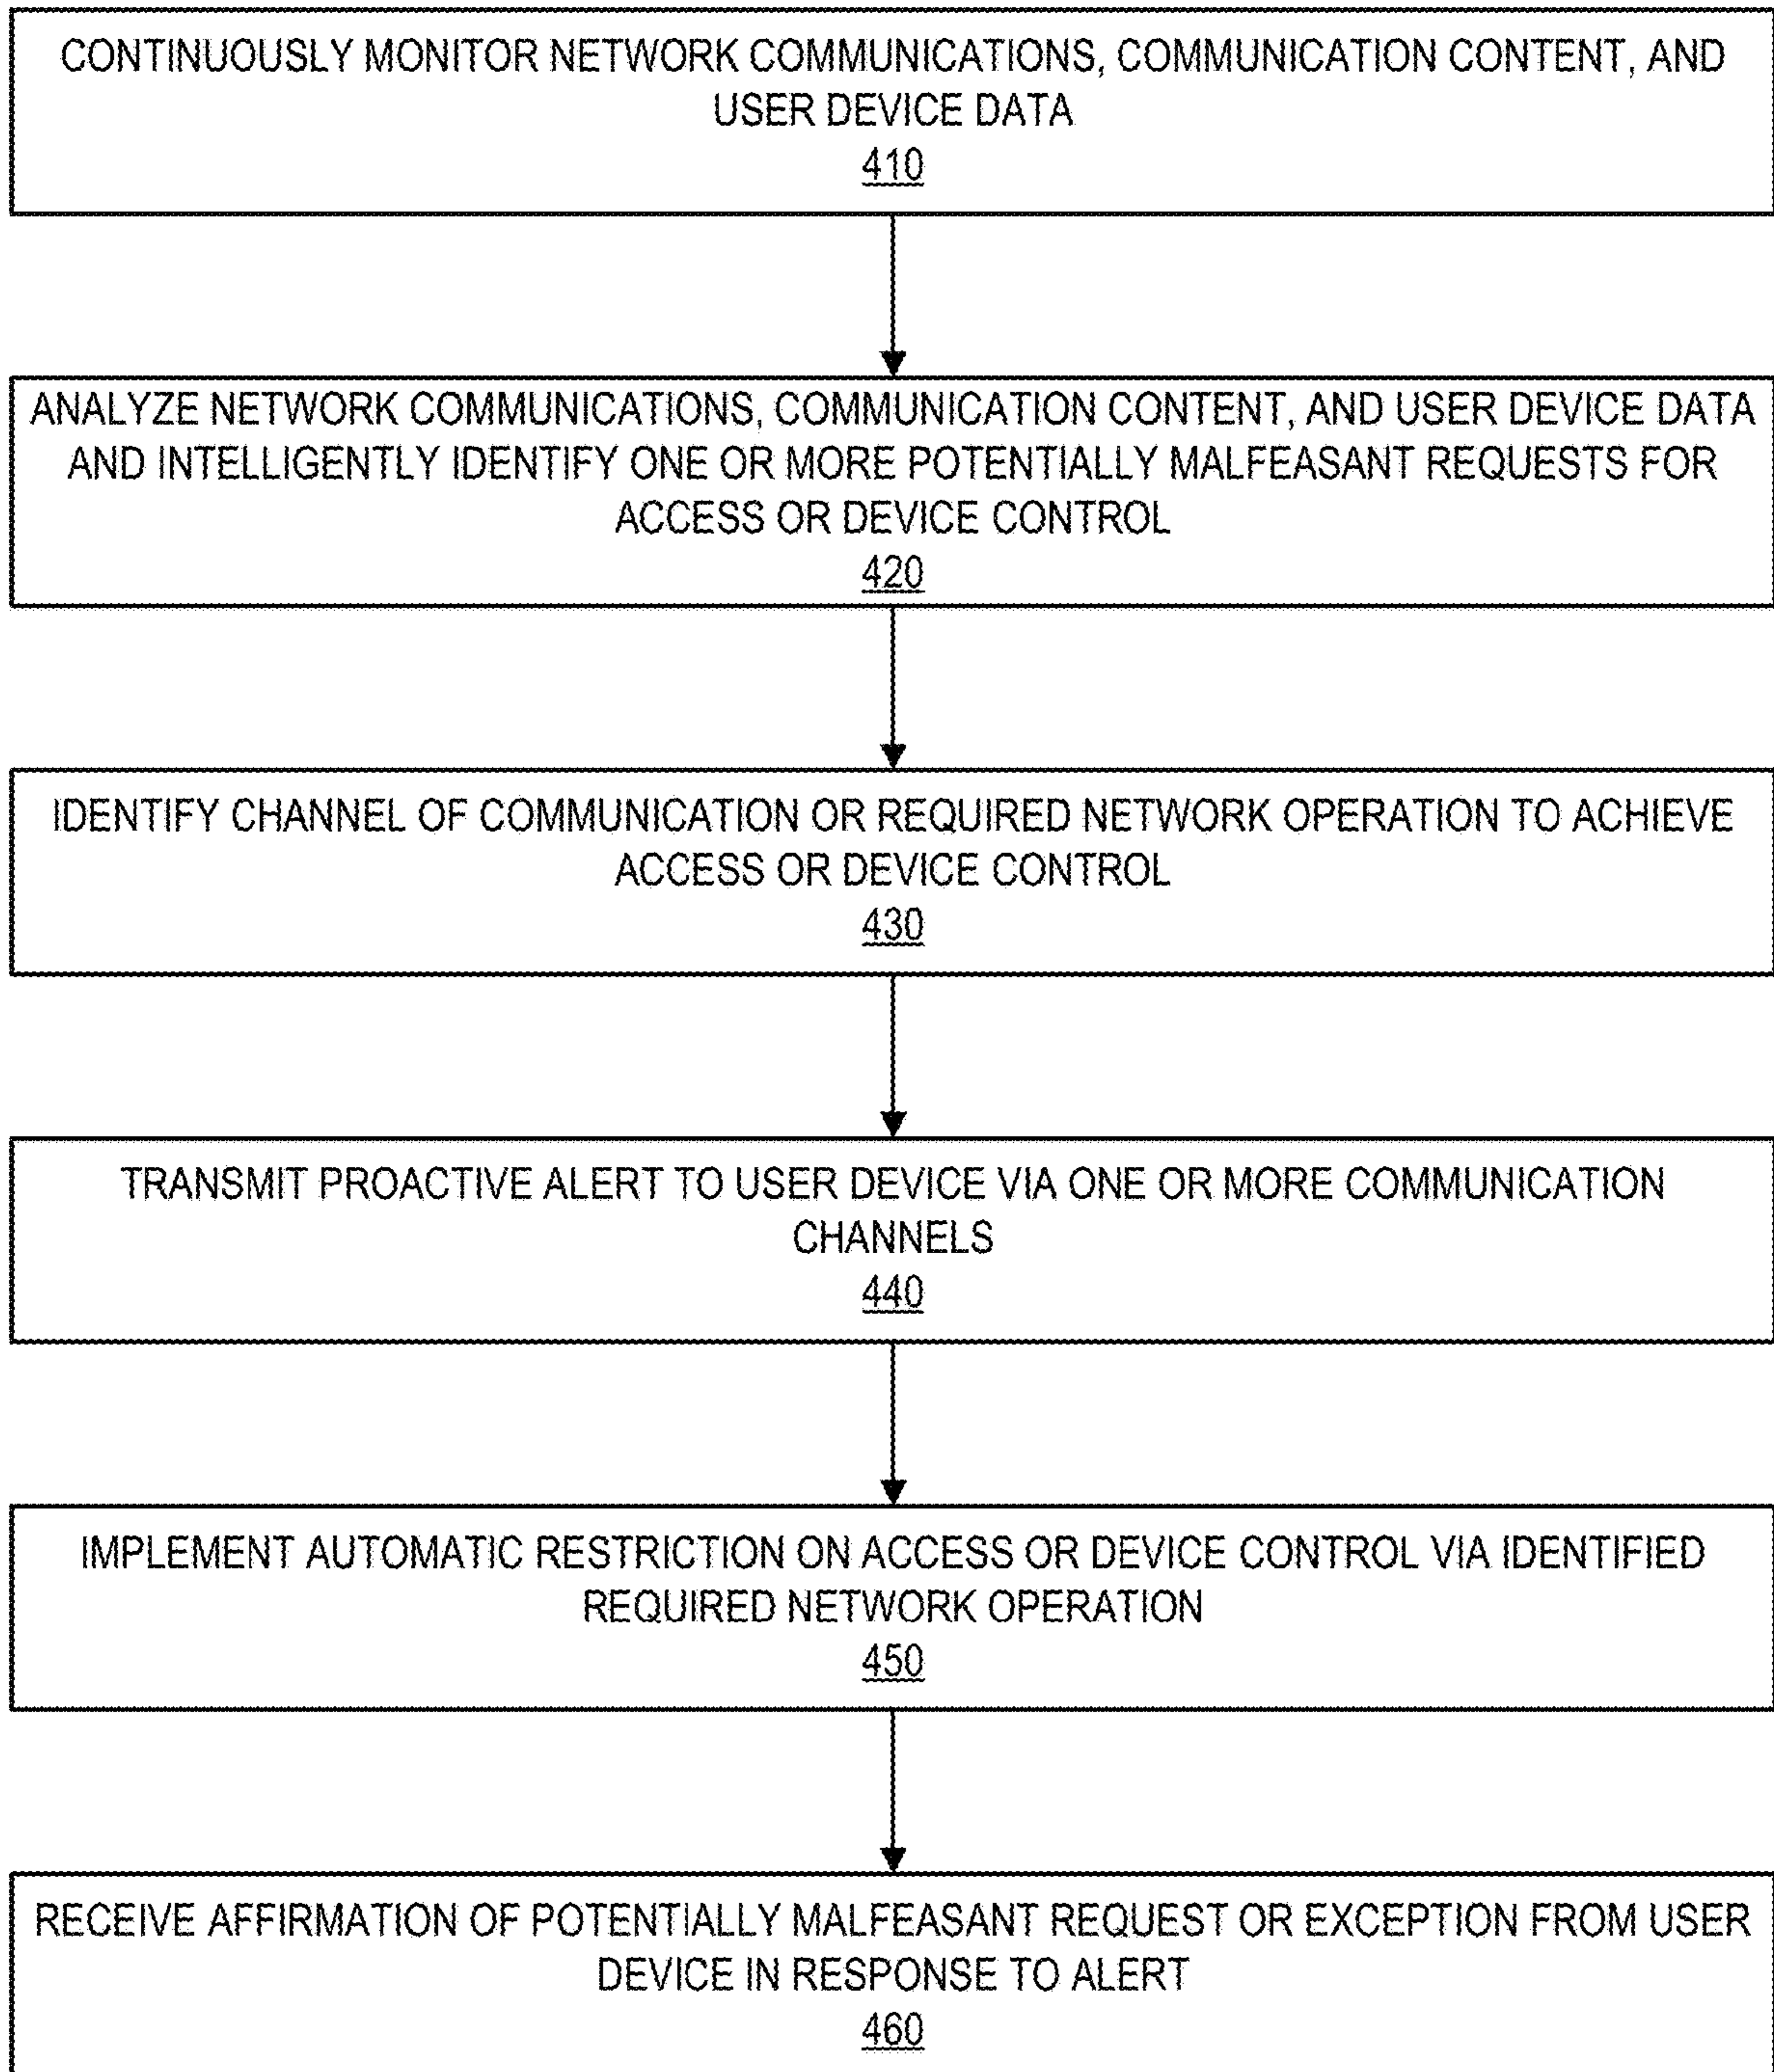 CONTINUOUSLY MONITOR NETWORK COMMUNICATIONS, COMMUNICATION CONTENT, AND
USER DEVICE DATA
410
ANALYZE NETWORK COMMUNICATIONS, COMMUNICATION CONTENT, AND USER DEVICE DATA
AND INTELLIGENTLY IDENTIFY ONE OR MORE POTENTIALLY MALFEASANT REQUESTS FOR
ACCESS OR DEVICE CONTROL
420
IDENTIFY CHANNEL OF COMMUNICATION OR REQUIRED NETWORK OPERATION TO ACHIEVE
ACCESS OR DEVICE CONTROL
430
TRANSMIT PROACTIVE ALERT TO USER DEVICE VIA ONE OR MORE COMMUNICATION
CHANNELS
440
IMPLEMENT AUTOMATIC RESTRICTION ON ACCESS OR DEVICE CONTROL VIA IDENTIFIED
REQUIRED NETWORK OPERATION
450
RECEIVE AFFIRMATION OF POTENTIALLY MALFEASANT REQUEST OR EXCEPTION FROM USER
DEVICE IN RESPONSE TO ALERT
460